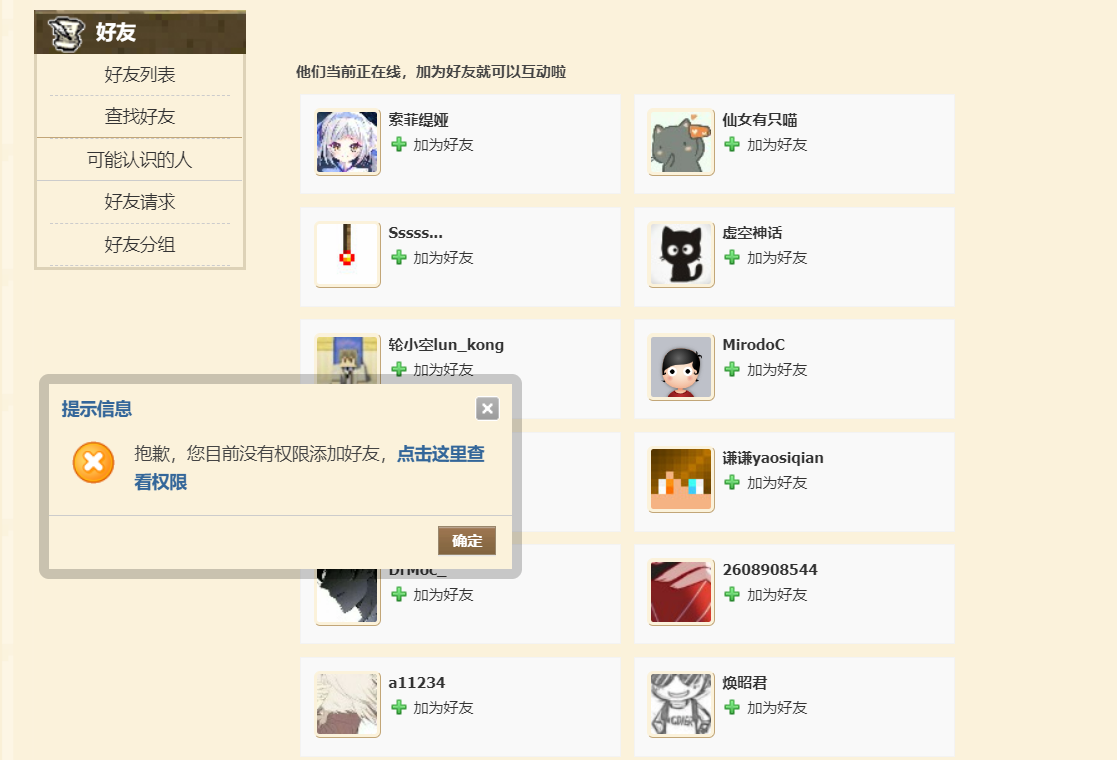 好友
好友列表
查找好友
可能认识的人
好友请求
好友分组
他们当前正在线，加为好友就可以互动啦
索菲缇娅
加为好友
仙女有只喵
加为好友
Sssss...
加为好友
虚空神话
加为好友
轮小空lun_kong
加为好友
MirodoC
加为好友
提示信息
抱歉，您目前没有权限添加好友，点击这里查
看权限
确定
谦谦yaosiqian
加为好友
DrMoc_
加为好友
2608908544
加为好友
a11234
加为好友
焕昭君
加为好友